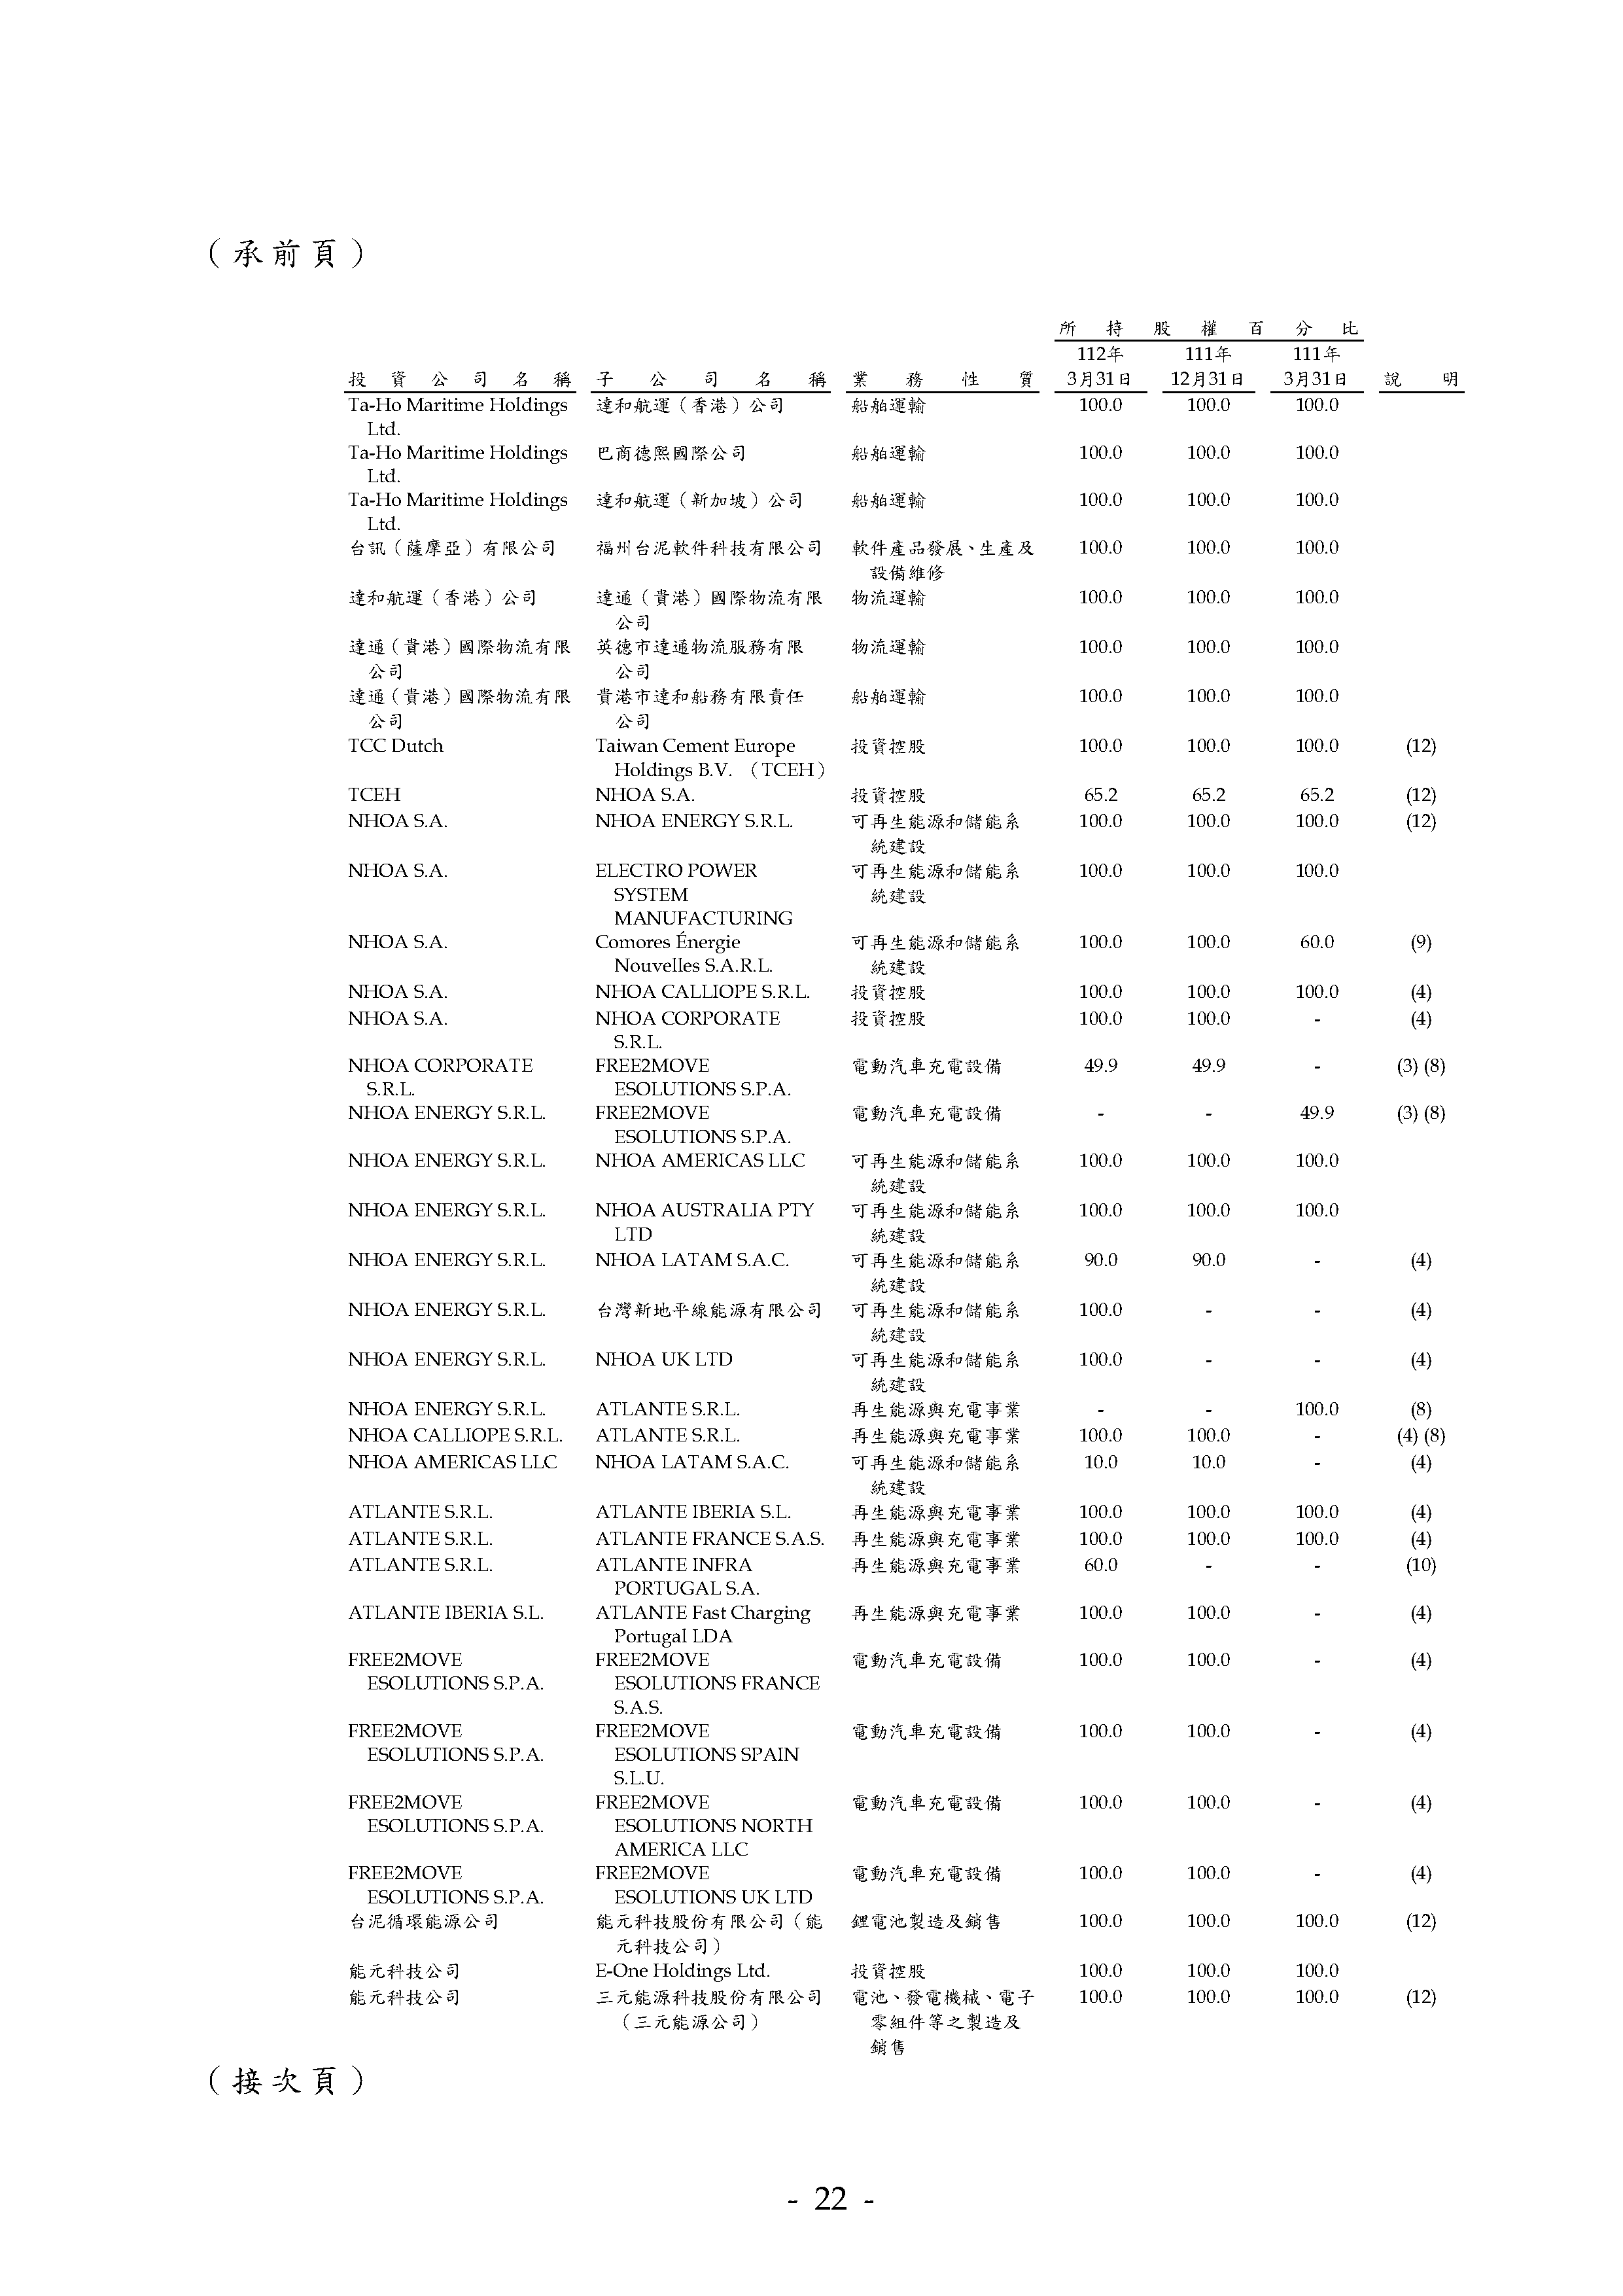 （承前頁）
所持股權百分比
112年 111年 111年
投資公司名稱 子公司名稱 業務性質 3月31日 12月31日 3月31日 說明
Ta-Ho Maritime Holdings 達和航運（香港）公司 船舶運輸 100.0 100.0 100.0
Ltd.
Ta-Ho Maritime Holdings 巴商德熙國際公司 船舶運輸 100.0 100.0 100.0
Ltd.
Ta-Ho Maritime Holdings 達和航運（新加坡）公司 船舶運輸 100.0 100.0 100.0
Ltd.
台訊（薩摩亞）有限公司 福州台泥軟件科技有限公司 軟件產品發展、生產及 100.0 100.0 100.0
設備維修
達和航運（香港）公司 達通（貴港）國際物流有限 物流運輸 100.0 100.0 100.0
公司
達通（貴港）國際物流有限 英德市達通物流服務有限 物流運輸 100.0 100.0 100.0
公司 公司
達通（貴港）國際物流有限 貴港市達和船務有限責任 船舶運輸 100.0 100.0 100.0
公司 公司
TCC Dutch Taiwan Cement Europe 投資控股 100.0 100.0 100.0 (12)
Holdings B.V. （TCEH）
TCEH NHOA S.A. 投資控股 65.2 65.2 65.2 (12)
NHOA S.A. NHOA ENERGY S.R.L. 可再生能源和儲能系 100.0 100.0 100.0 (12)
統建設
NHOA S.A. ELECTRO POWER 可再生能源和儲能系 100.0 100.0 100.0
SYSTEM 統建設
MANUFACTURING
NHOA S.A. Comores Énergie 可再生能源和儲能系 100.0 100.0 60.0 (9)
Nouvelles S.A.R.L. 統建設
NHOA S.A. NHOA CALLIOPE S.R.L. 投資控股 100.0 100.0 100.0 (4)
NHOA S.A. NHOA CORPORATE 投資控股 100.0 100.0 - (4)
S.R.L.
NHOA CORPORATE FREE2MOVE 電動汽車充電設備 49.9 49.9 - (3) (8)
S.R.L. ESOLUTIONS S.P.A.
NHOA ENERGY S.R.L. FREE2MOVE 電動汽車充電設備 - - 49.9 (3) (8)
ESOLUTIONS S.P.A.
NHOA ENERGY S.R.L. NHOA AMERICAS LLC 可再生能源和儲能系 100.0 100.0 100.0
統建設
NHOA ENERGY S.R.L. NHOA AUSTRALIA PTY 可再生能源和儲能系 100.0 100.0 100.0
LTD 統建設
NHOA ENERGY S.R.L. NHOA LATAM S.A.C. 可再生能源和儲能系 90.0 90.0 - (4)
統建設
NHOA ENERGY S.R.L. 台灣新地平線能源有限公司 可再生能源和儲能系 100.0 - - (4)
統建設
NHOA ENERGY S.R.L. NHOA UK LTD 可再生能源和儲能系 100.0 - - (4)
統建設
NHOA ENERGY S.R.L. ATLANTE S.R.L. 再生能源與充電事業 - - 100.0 (8)
NHOA CALLIOPE S.R.L. ATLANTE S.R.L. 再生能源與充電事業 100.0 100.0 - (4) (8)
NHOA AMERICAS LLC NHOA LATAM S.A.C. 可再生能源和儲能系 10.0 10.0 - (4)
統建設
ATLANTE S.R.L. ATLANTE IBERIA S.L. 再生能源與充電事業 100.0 100.0 100.0 (4)
ATLANTE S.R.L. ATLANTE FRANCE S.A.S. 再生能源與充電事業 100.0 100.0 100.0 (4)
ATLANTE S.R.L. ATLANTE INFRA 再生能源與充電事業 60.0 - - (10)
PORTUGAL S.A.
ATLANTE IBERIA S.L. ATLANTE Fast Charging 再生能源與充電事業 100.0 100.0 - (4)
Portugal LDA
FREE2MOVE FREE2MOVE 電動汽車充電設備 100.0 100.0 - (4)
ESOLUTIONS S.P.A. ESOLUTIONS FRANCE
S.A.S.
FREE2MOVE FREE2MOVE 電動汽車充電設備 100.0 100.0 - (4)
ESOLUTIONS S.P.A. ESOLUTIONS SPAIN
S.L.U.
FREE2MOVE FREE2MOVE 電動汽車充電設備 100.0 100.0 - (4)
ESOLUTIONS S.P.A. ESOLUTIONS NORTH
AMERICA LLC
FREE2MOVE FREE2MOVE 電動汽車充電設備 100.0 100.0 - (4)
ESOLUTIONS S.P.A. ESOLUTIONS UK LTD
台泥循環能源公司 能元科技股份有限公司（能 鋰電池製造及銷售 100.0 100.0 100.0 (12)
元科技公司）
能元科技公司 E-One Holdings Ltd. 投資控股 100.0 100.0 100.0
能元科技公司 三元能源科技股份有限公司 電池、發電機械、電子 100.0 100.0 100.0 (12)
（三元能源公司） 零組件等之製造及
銷售
（接次頁）
- 22 -